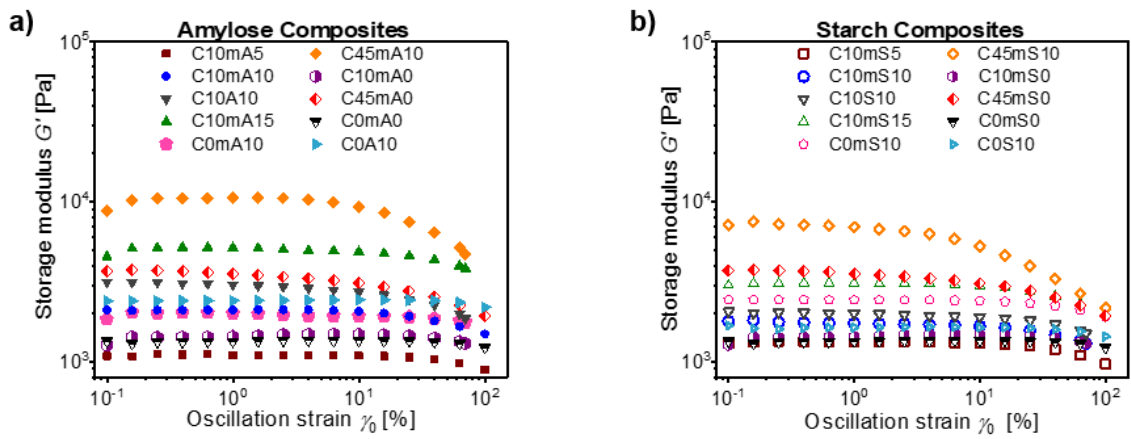 a)
Amylose Composites
10⁵
C10mA5
C45mA10
C10mA10
C10mA0
C10A10
C45mA0
C10mA15
C0mA0
C0mA10
C0A10
Storage modulus G′ [Pa]
10⁴
10³
10⁻¹
10⁰
10¹
10²
Oscillation strain γ₀ [%]
b)
Starch Composites
10⁵
C10mS5
C45mS10
C10mS10
C10mS0
C10S10
C45mS0
C10mS15
C0mS0
C0mS10
C0S10
Storage modulus G′ [Pa]
10⁴
10³
10⁻¹
10⁰
10¹
10²
Oscillation strain γ₀ [%]